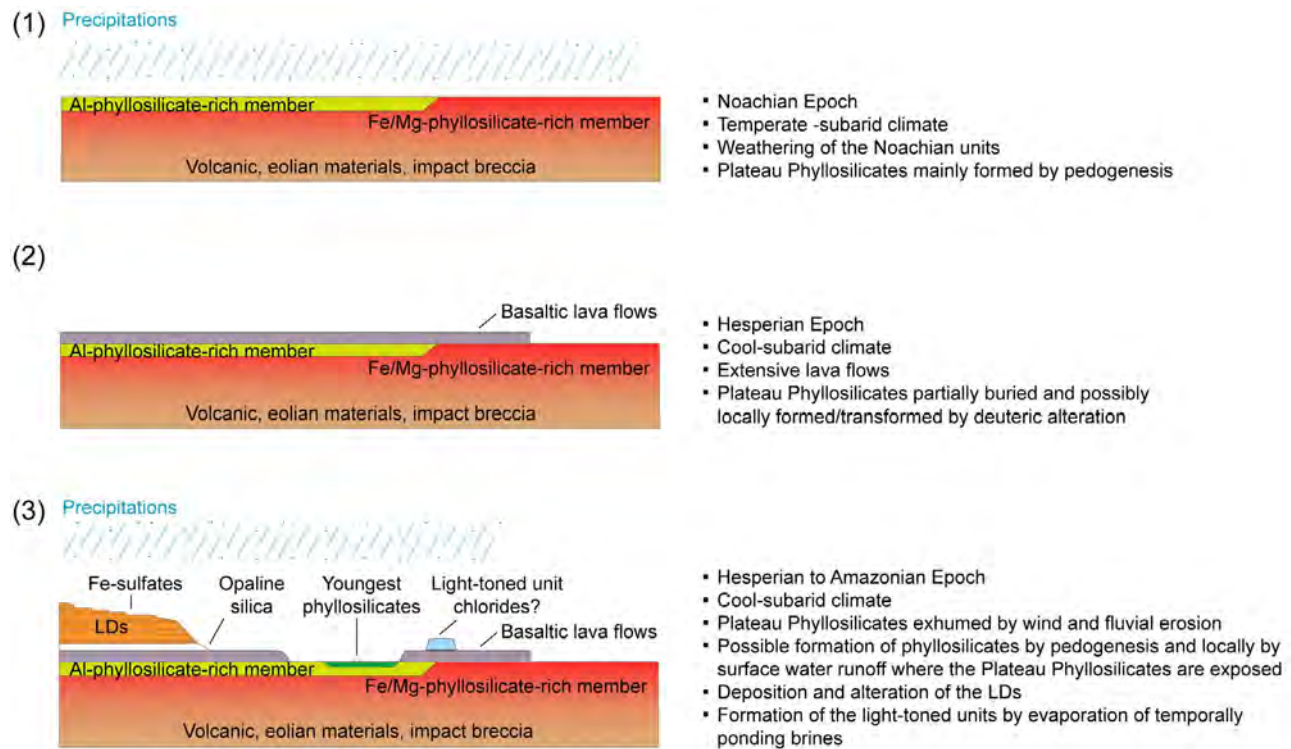 (1)
Precipitations
Al-phyllosilicate-rich member
Fe/Mg-phyllosilicate-rich member
Volcanic, eolian materials, impact breccia
▪ Noachian Epoch
▪ Temperate -subarid climate
▪ Weathering of the Noachian units
▪ Plateau Phyllosilicates mainly formed by pedogenesis
(2)
Basaltic lava flows
Al-phyllosilicate-rich member
Fe/Mg-phyllosilicate-rich member
Volcanic, eolian materials, impact breccia
▪ Hesperian Epoch
▪ Cool-subarid climate
▪ Extensive lava flows
▪ Plateau Phyllosilicates partially buried and possibly
locally formed/transformed by deuteric alteration
(3)
Precipitations
Fe-sulfates
Opaline
silica
Youngest
phyllosilicates
Light-toned unit
chlorides?
LDs
Basaltic lava flows
Al-phyllosilicate-rich member
Fe/Mg-phyllosilicate-rich member
Volcanic, eolian materials, impact breccia
▪ Hesperian to Amazonian Epoch
▪ Cool-subarid climate
▪ Plateau Phyllosilicates exhumed by wind and fluvial erosion
▪ Possible formation of phyllosilicates by pedogenesis and locally by
surface water runoff where the Plateau Phyllosilicates are exposed
▪ Deposition and alteration of the LDs
▪ Formation of the light-toned units by evaporation of temporally
ponding brines